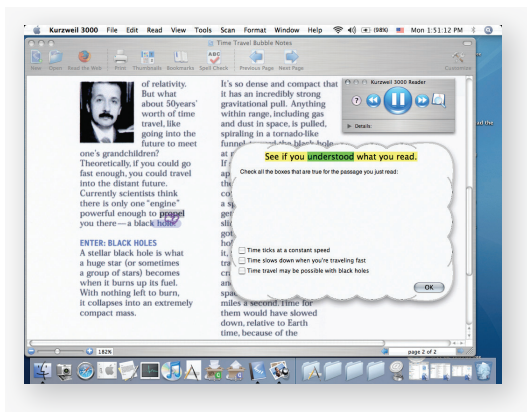 Kurzweil 3000 File Edit Read View Tools Scan Format Window Help (98%) Mon 1:51:12 PM
Time Travel Bubble Notes
New Open Read the Web Print Thumbnails Bookmarks Spell Check Previous Page Next Page Customize
Kurzweil 3000 Reader
Details:
of relativity.
But what
about 50years'
worth of time
travel, like
going into the
future to meet
one's grandchildren?
Theoretically, if you could go
fast enough, you could travel
into the distant future.
Currently scientists think
there is only one "engine"
powerful enough to propel
you there—a black hole
ENTER: BLACK HOLES
A stellar black hole is what
a huge star (or sometimes
a group of stars) becomes
when it burns up its fuel.
With nothing left to burn,
it collapses into an extremely
compact mass.
It's so dense and compact that
it has an incredibly strong
gravitational pull. Anything
within range, including gas
and dust in space, is pulled,
spiraling in a tornado-like
funnel, toward the black hole
miles a second. Time for
them would have slowed
down, relative to Earth
time, because of the
See if you understood what you read.
Check all the boxes that are true for the passage you just read:
Time ticks at a constant speed
Time slows down when you're traveling fast
Time travel may be possible with black holes
OK
182%
page 2 of 2